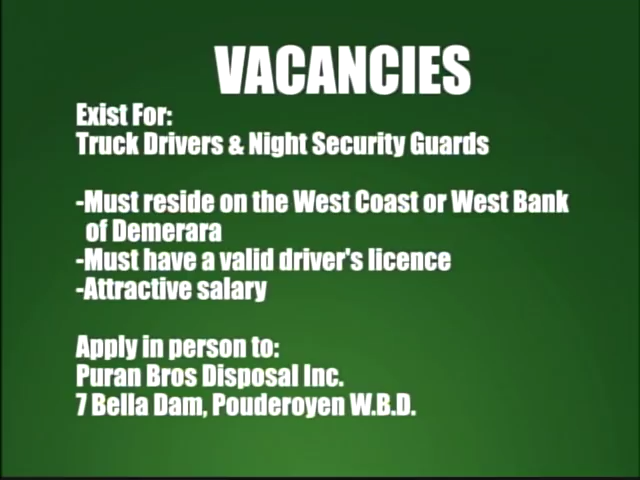 VACANCIES
Exist For:
Truck Drivers & Night Security Guards
-Must reside on the West Coast or West Bank
of Demerara
-Must have a valid driver's licence
-Attractive salary
Apply in person to:
Puran Bros Disposal Inc.
7 Bella Dam, Pouderoyen W.B.D.